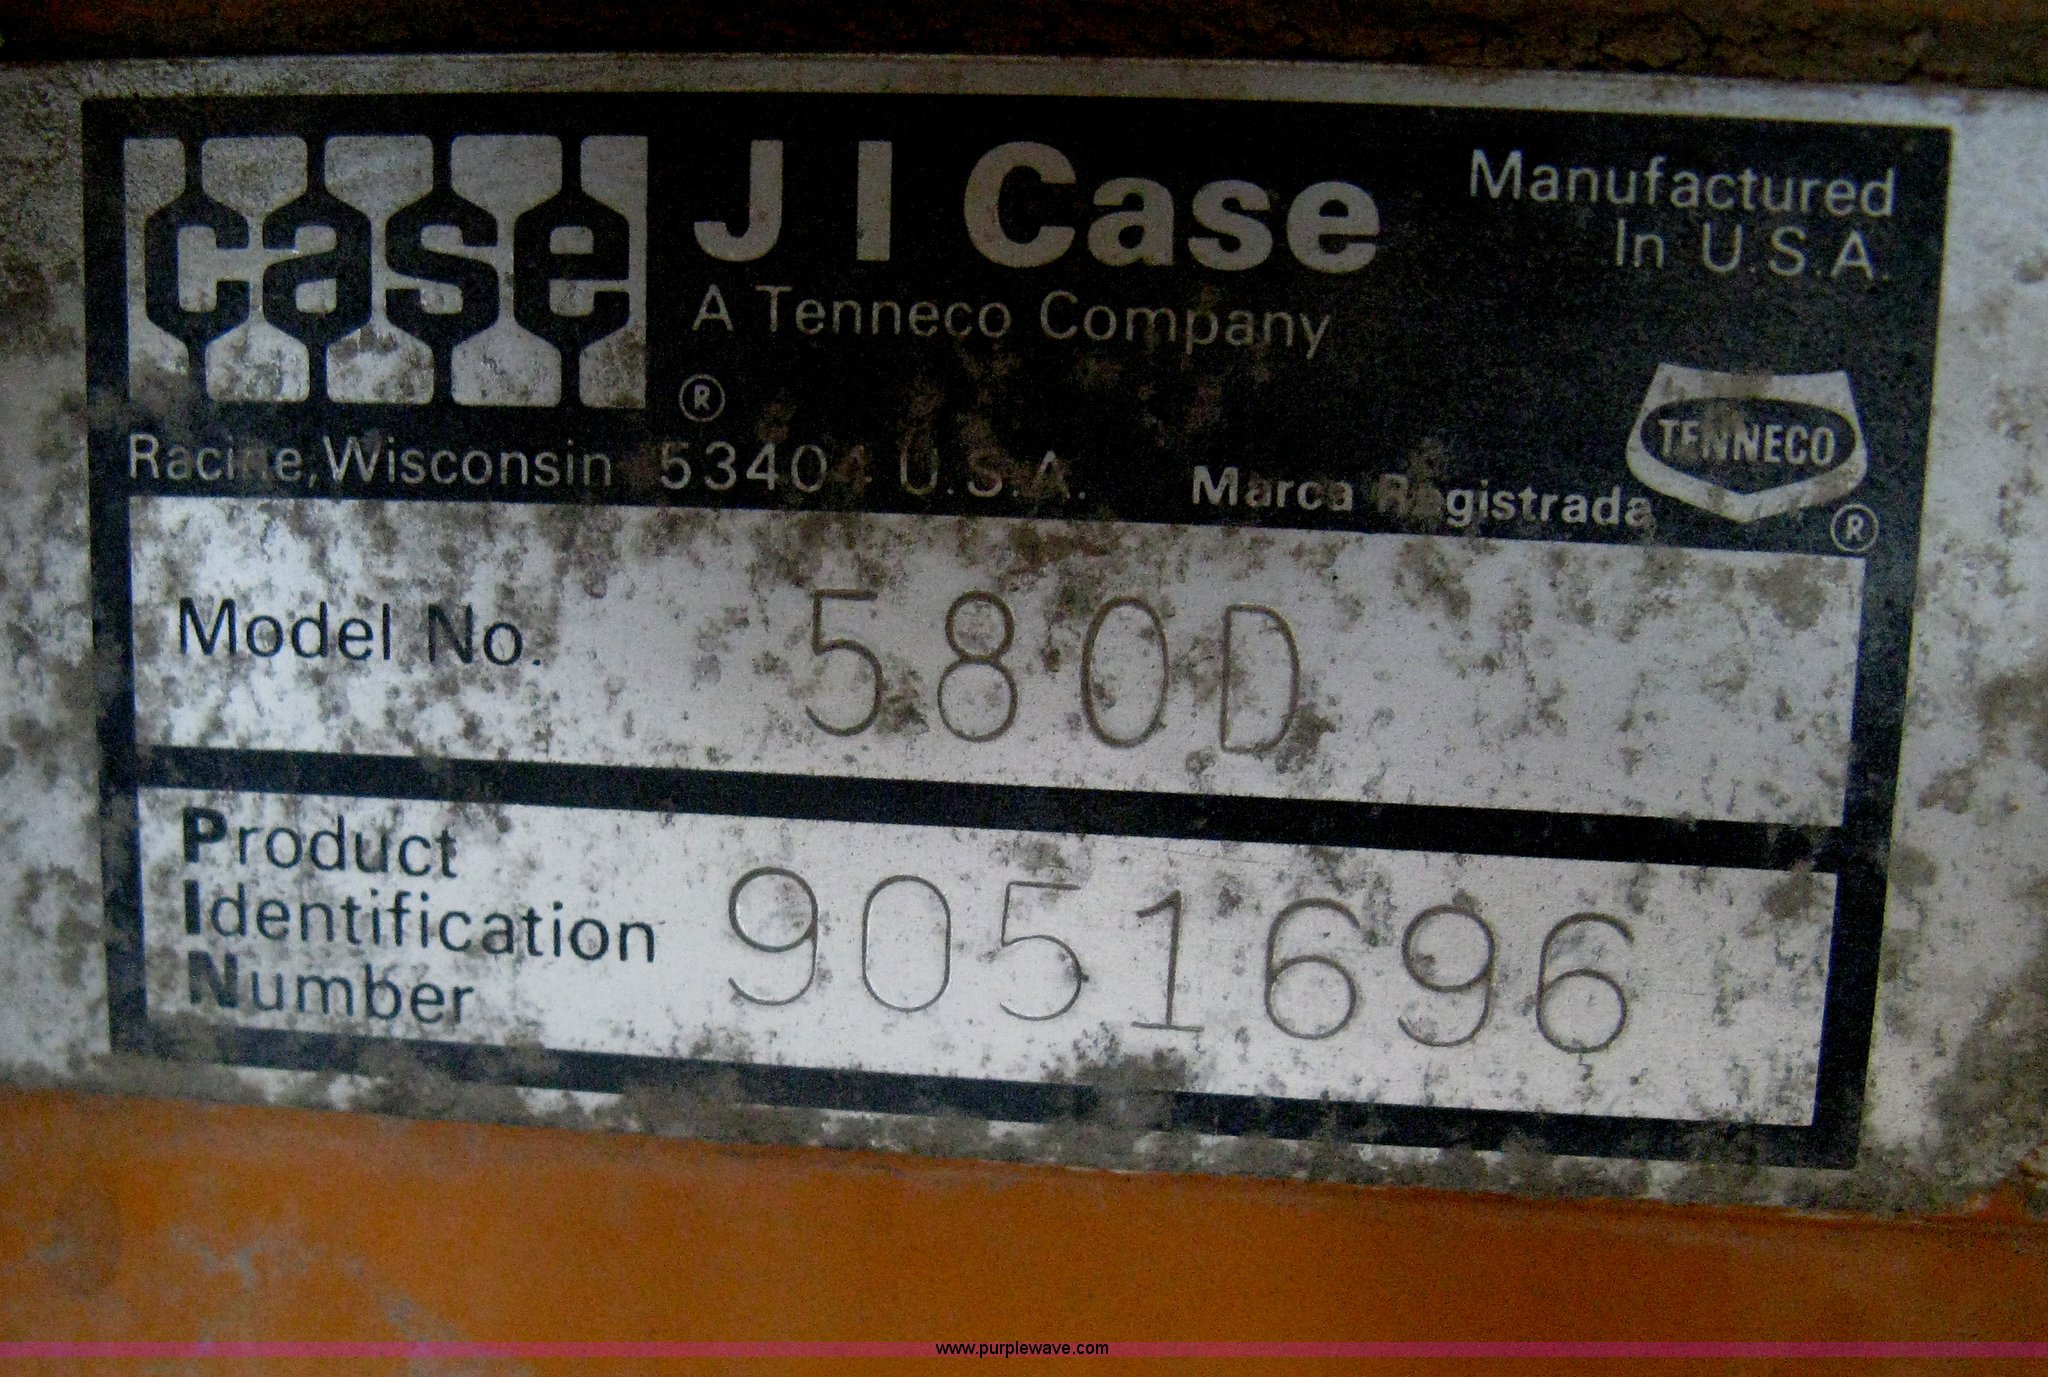 case
J I Case
Manufactured
In U.S.A.
A Tenneco Company
®
TENNECO
®
Racine, Wisconsin 53404 U.S.A.
Marca Registrada
Model No. 580D
Product
Identification
Number
9051696
www.purplewave.com